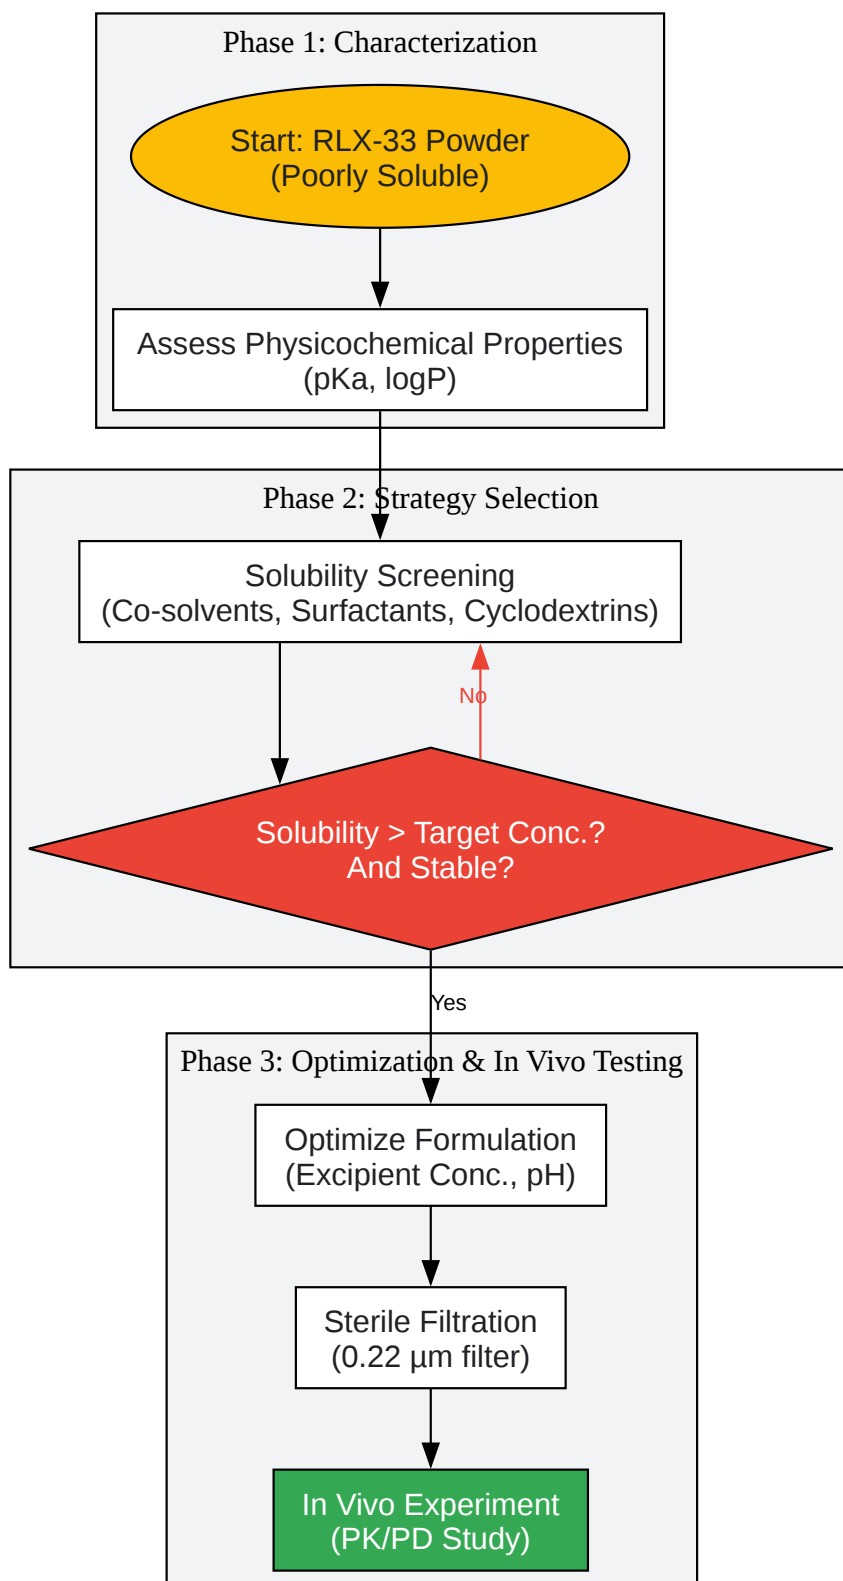 Phase 1: Characterization
Start: RLX-33 Powder
(Poorly Soluble)
Assess Physicochemical Properties
(pKa, logP)
Phase 2: Strategy Selection
Solubility Screening
(Co-solvents, Surfactants, Cyclodextrins)
No
Solubility > Target Conc.?
And Stable?
Yes
Phase 3: Optimization & In Vivo Testing
Optimize Formulation
(Excipient Conc., pH)
Sterile Filtration
(0.22 µm filter)
In Vivo Experiment
(PK/PD Study)